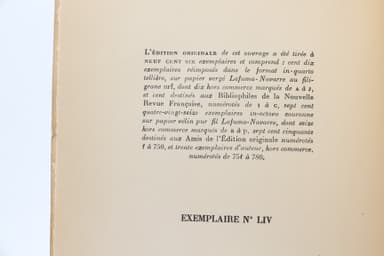 L'ÉDITION ORIGINALE de cet ouvrage a été tirée à
NEUF CENT SIX exemplaires et comprend : cent dix
exemplaires réimposés dans le format in-quarto
tellière, sur papier vergé Lafuma-Navarre au fili-
grane nrf, dont dix hors commerce marqués de A à J,
et cent destinés aux Bibliophiles de la Nouvelle
Revue Française, numérotés de I à C, sept cent
quatre-vingt-seize exemplaires in-octavo couronne
sur papier vélin pur fil Lafuma-Navarre, dont seize
hors commerce marqués de a à p, sept cent cinquante
destinés aux Amis de l'Édition originale numérotés
1 à 750, et trente exemplaires d'auteur, hors commerce,
numérotés de 751 à 780.
EXEMPLAIRE N° LIV